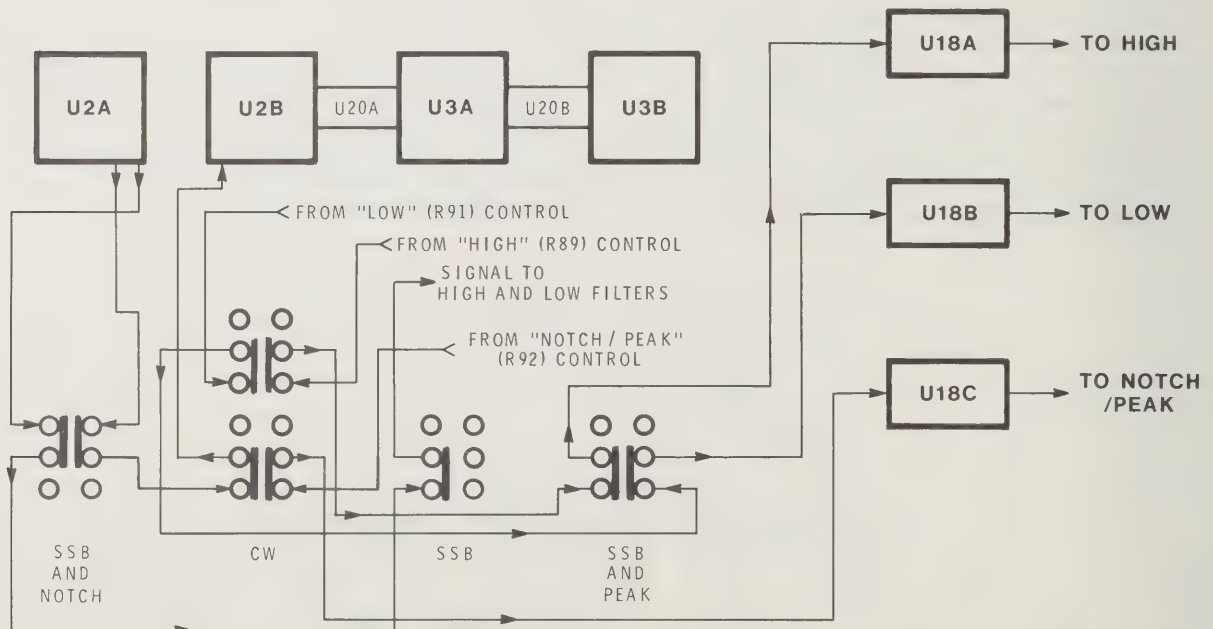 U18A
TO HIGH
U2A
U2B
U20A
U3A
U20B
U3B
FROM "LOW" (R91) CONTROL
FROM "HIGH" (R89) CONTROL
SIGNAL TO
HIGH AND LOW FILTERS
FROM "NOTCH / PEAK"
(R92) CONTROL
U18B
TO LOW
U18C
TO NOTCH
/PEAK
SSB
AND
NOTCH
CW
SSB
SSB
AND
PEAK